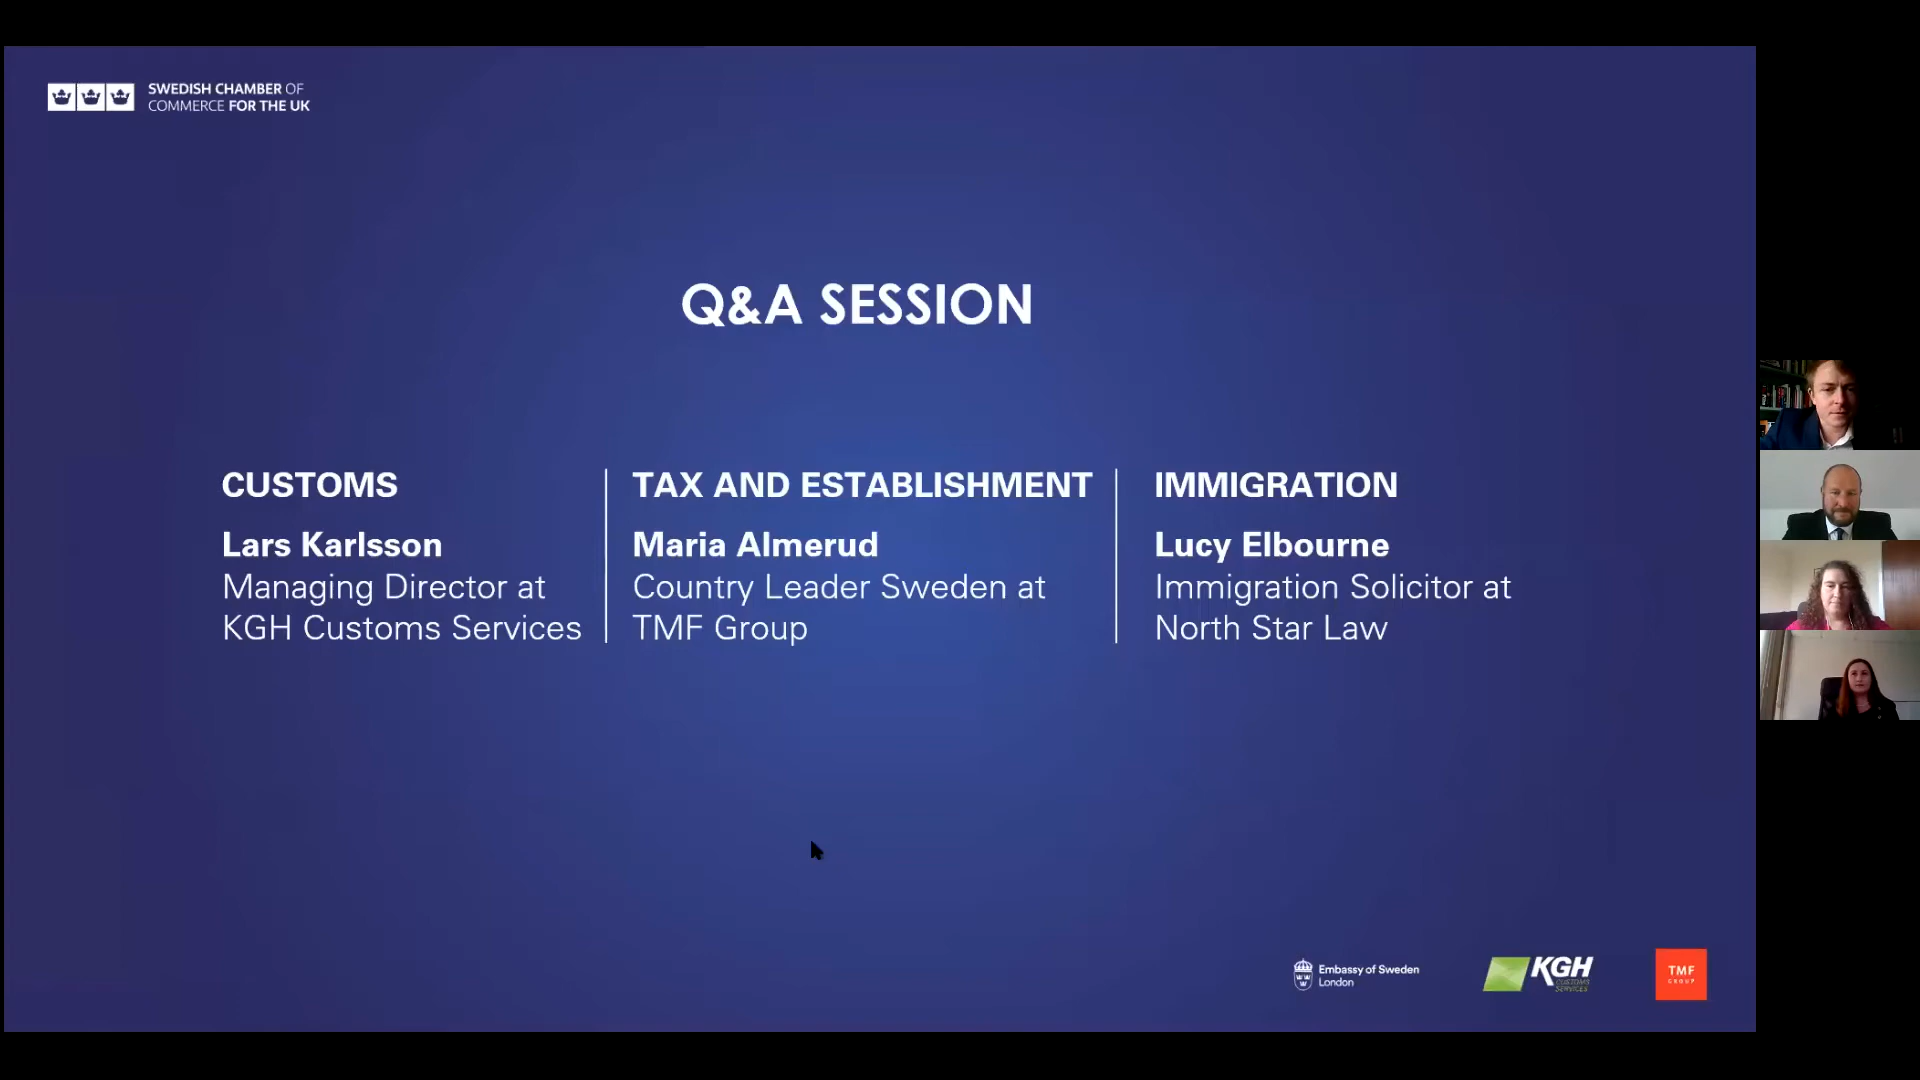 SWEDISH CHAMBER OF
COMMERCE FOR THE UK
Q&A SESSION
CUSTOMS
Lars Karlsson
Managing Director at
KGH Customs Services
TAX AND ESTABLISHMENT
Maria Almerud
Country Leader Sweden at
TMF Group
IMMIGRATION
Lucy Elbourne
Immigration Solicitor at
North Star Law
Embassy of Sweden
London
KGH
CUSTOMS
SERVICES
TMF
GROUP